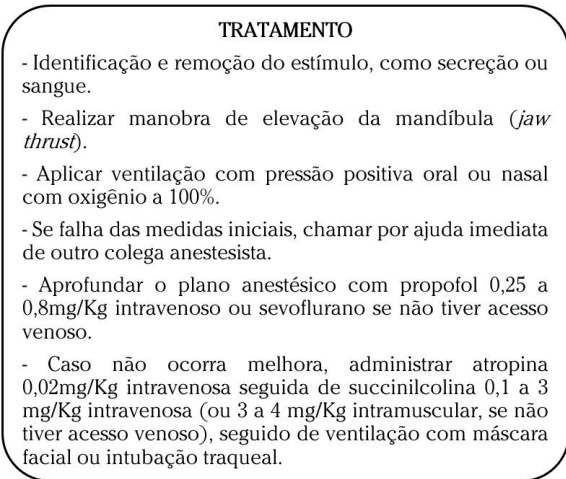 TRATAMENTO
- Identificação e remoção do estímulo, como secreção ou
sangue.
- Realizar manobra de elevação da mandíbula (jaw
thrust).
- Aplicar ventilação com pressão positiva oral ou nasal
com oxigênio a 100%.
- Se falha das medidas iniciais, chamar por ajuda imediata
de outro colega anestesista.
- Aprofundar o plano anestésico com propofol 0,25 a
0,8mg/Kg intravenoso ou sevoflurano se não tiver acesso
venoso.
- Caso não ocorra melhora, administrar atropina
0,02mg/Kg intravenosa seguida de succinilcolina 0,1 a 3
mg/Kg intravenosa (ou 3 a 4 mg/Kg intramuscular, se não
tiver acesso venoso), seguido de ventilação com máscara
facial ou intubação traqueal.